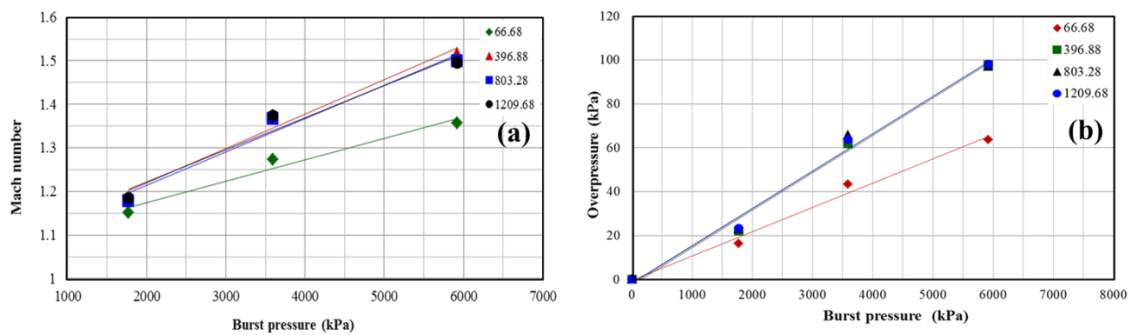 1.6
1.5
1.4
1.3
1.2
1.1
1
Mach number
1000 2000 3000 4000 5000 6000 7000
Burst pressure (kPa)
66.68
396.88
803.28
1209.68
(a)
120
100
80
60
40
20
0
Overpressure (kPa)
0 1000 2000 3000 4000 5000 6000 7000 8000
Burst pressure (kPa)
66.68
396.88
803.28
1209.68
(b)